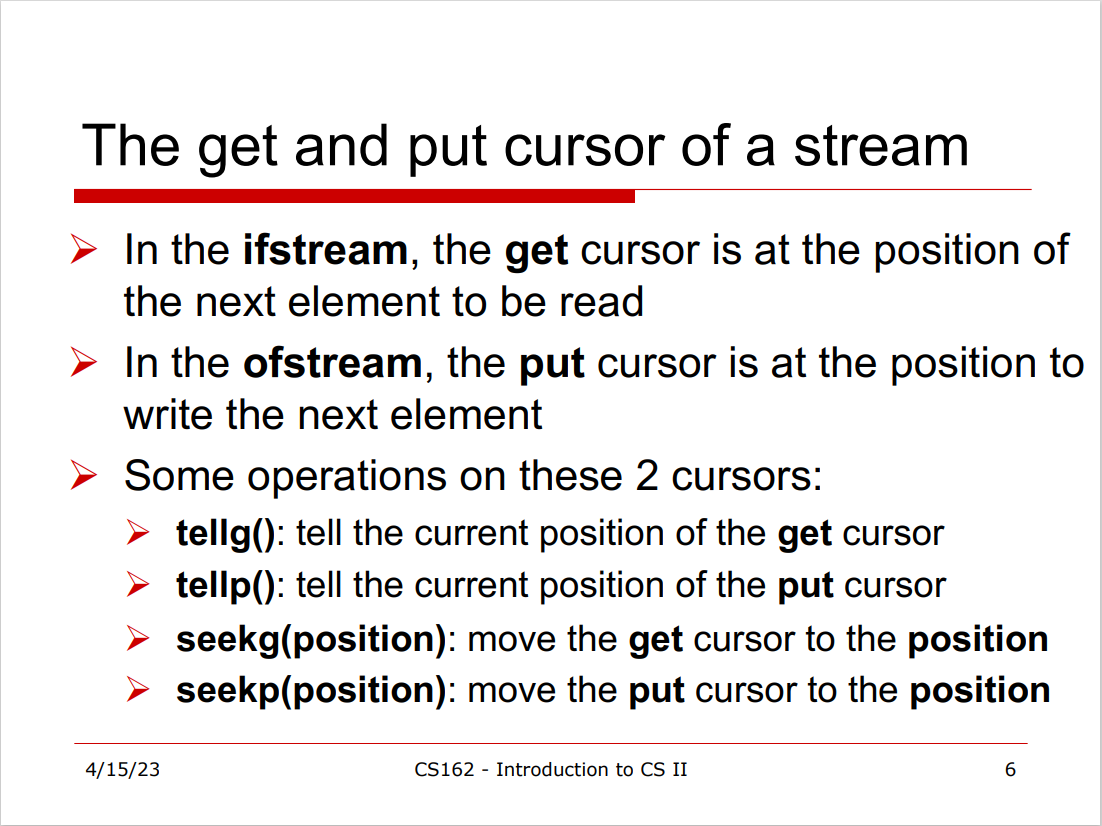 The get and put cursor of a stream
In the ifstream, the get cursor is at the position of
the next element to be read
In the ofstream, the put cursor is at the position to
write the next element
Some operations on these 2 cursors:
tellg(): tell the current position of the get cursor
tellp(): tell the current position of the put cursor
seekg(position): move the get cursor to the position
seekp(position): move the put cursor to the position
4/15/23 CS162 - Introduction to CS II 6